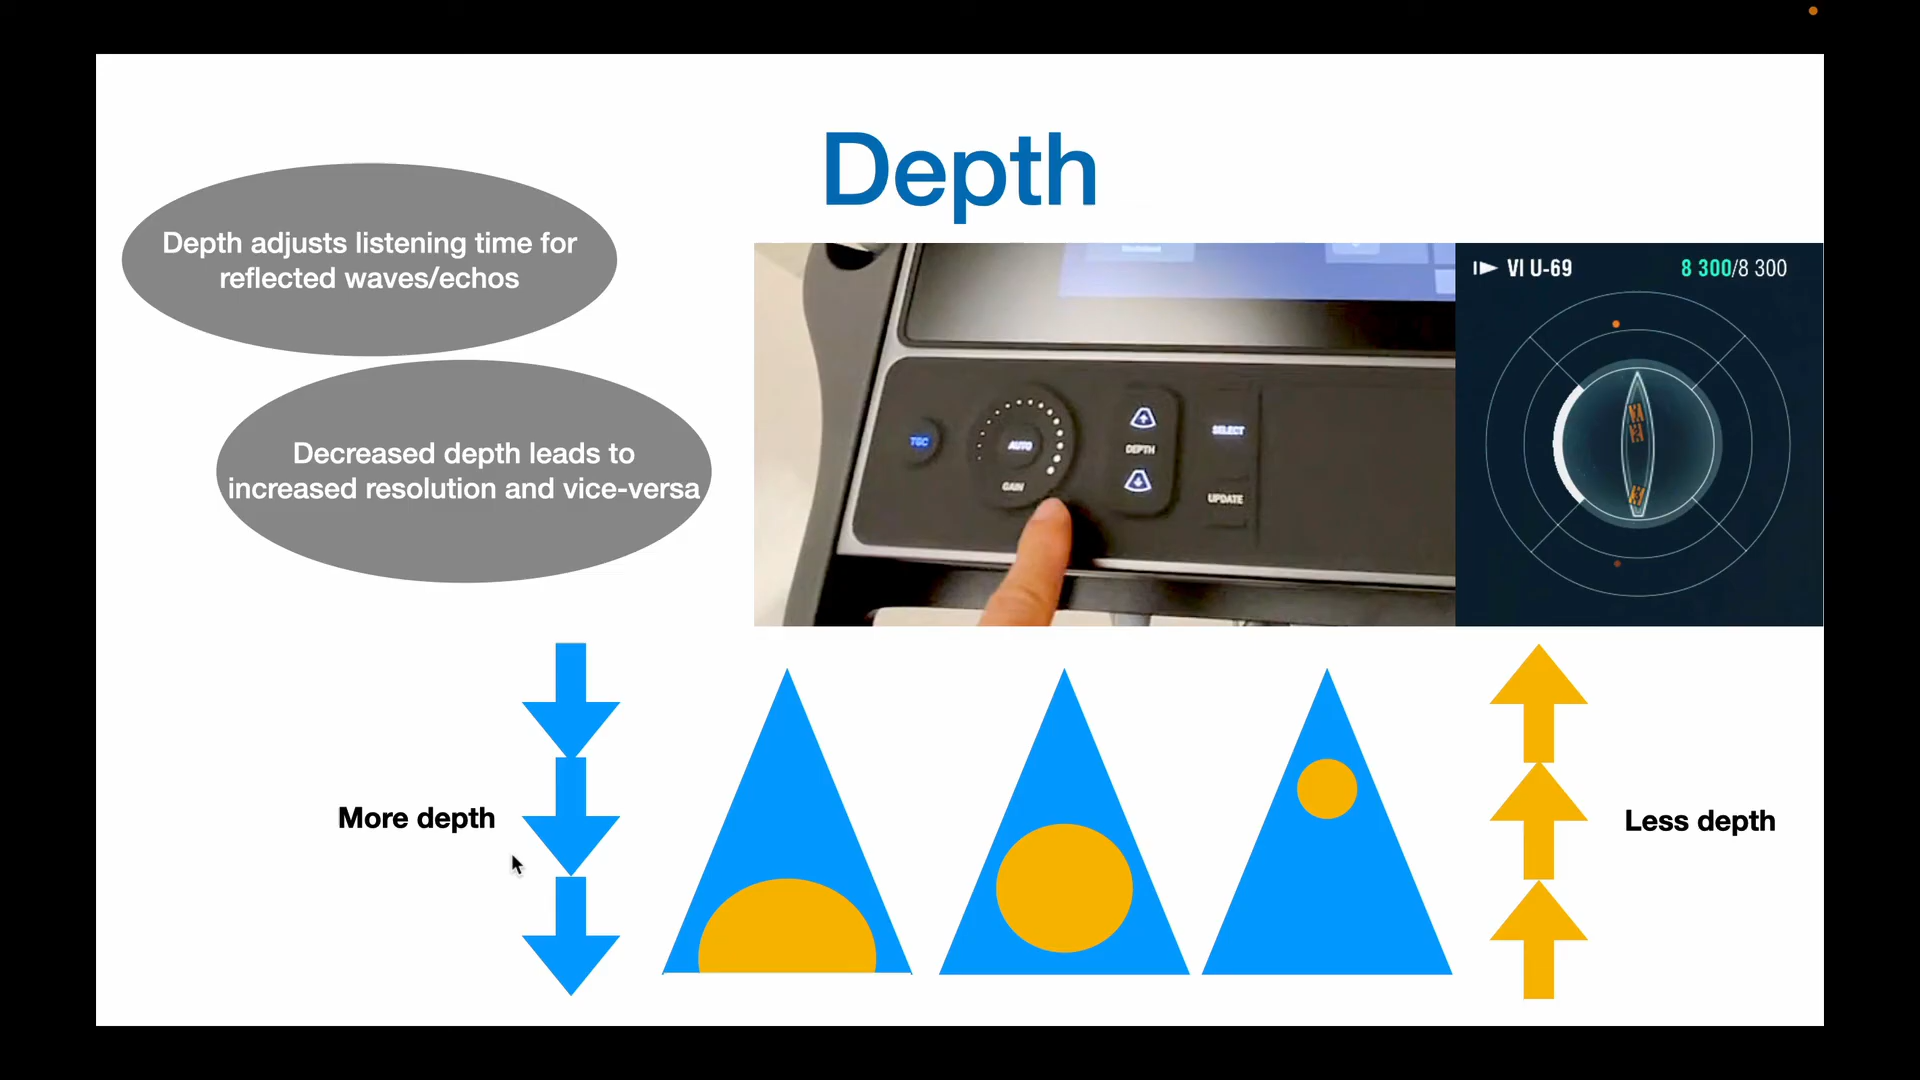 Depth
Depth adjusts listening time for
reflected waves/echos
Decreased depth leads to
increased resolution and vice-versa
TGC
AUTO
GAIN
DEPTH
SELECT
UPDATE
VI U-69
8 300/8 300
More depth
Less depth